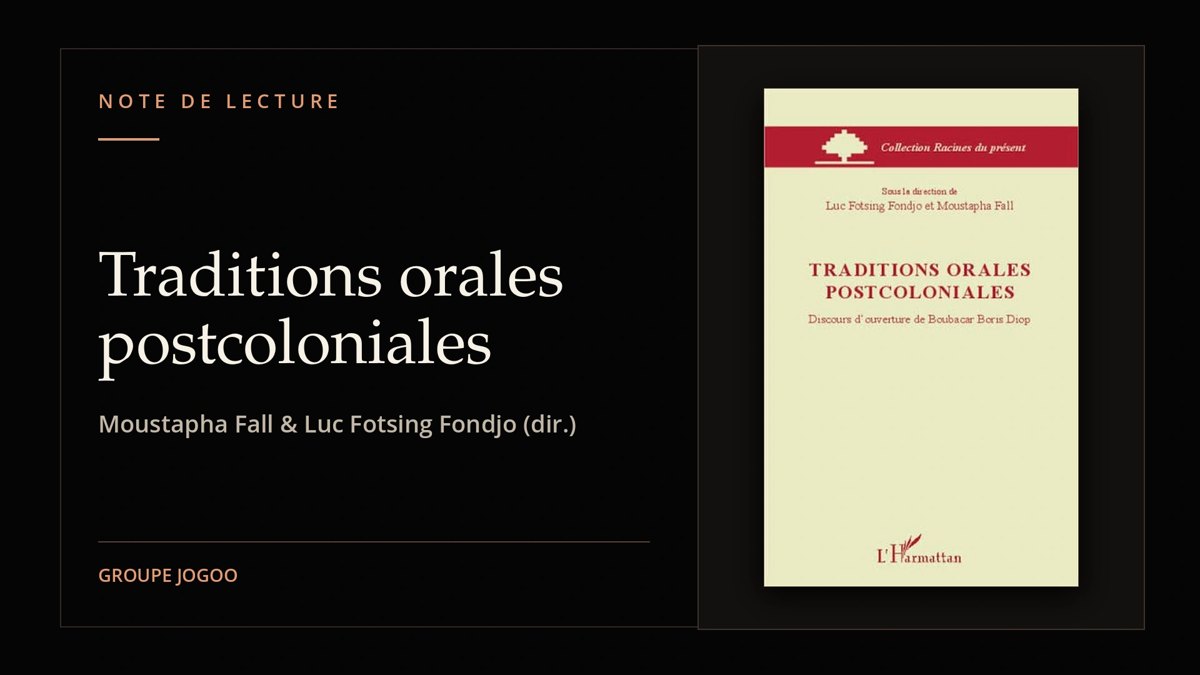 NOTE DE LECTURE
Traditions orales
postcoloniales
Moustapha Fall & Luc Fotsing Fondjo (dir.)
GROUPE JOGOO
Collection Racines du présent
Sous la direction de
Luc Fotsing Fondjo et Moustapha Fall
TRADITIONS ORALES
POSTCOLONIALES
Discours d'ouverture de Boubacar Boris Diop
L'Harmattan